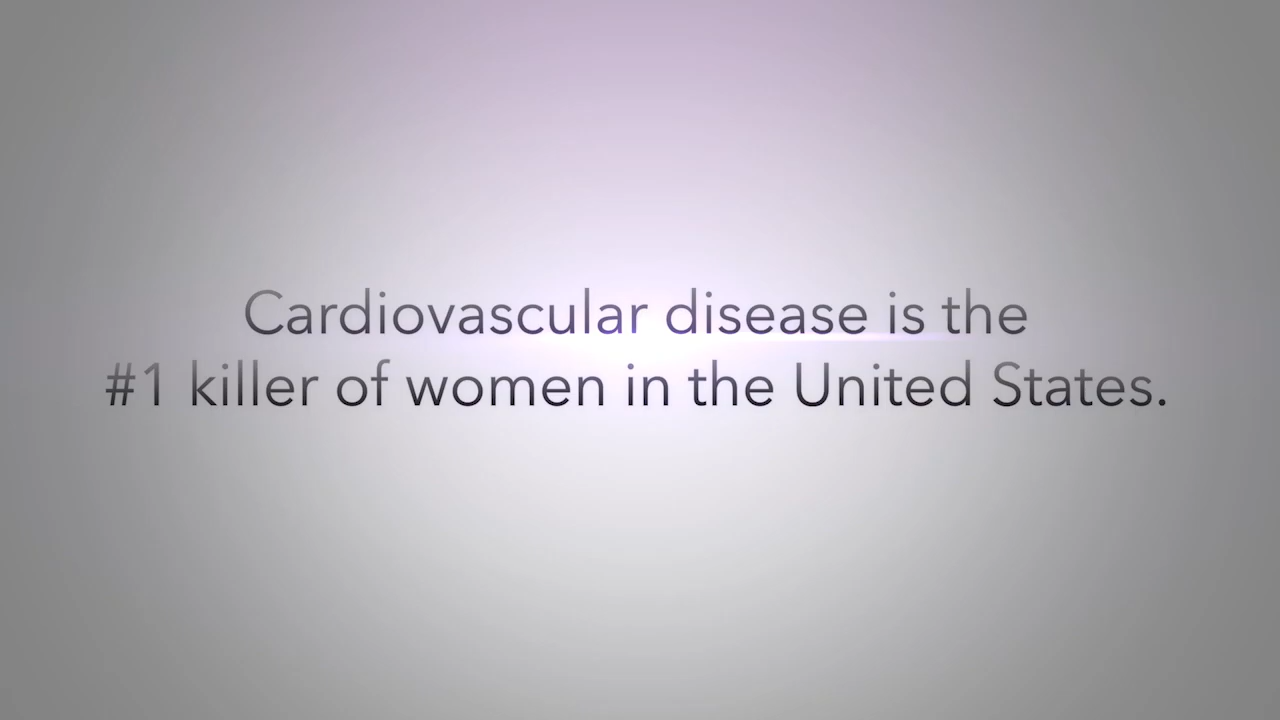 Cardiovascular disease is the
#1 killer of women in the United States.